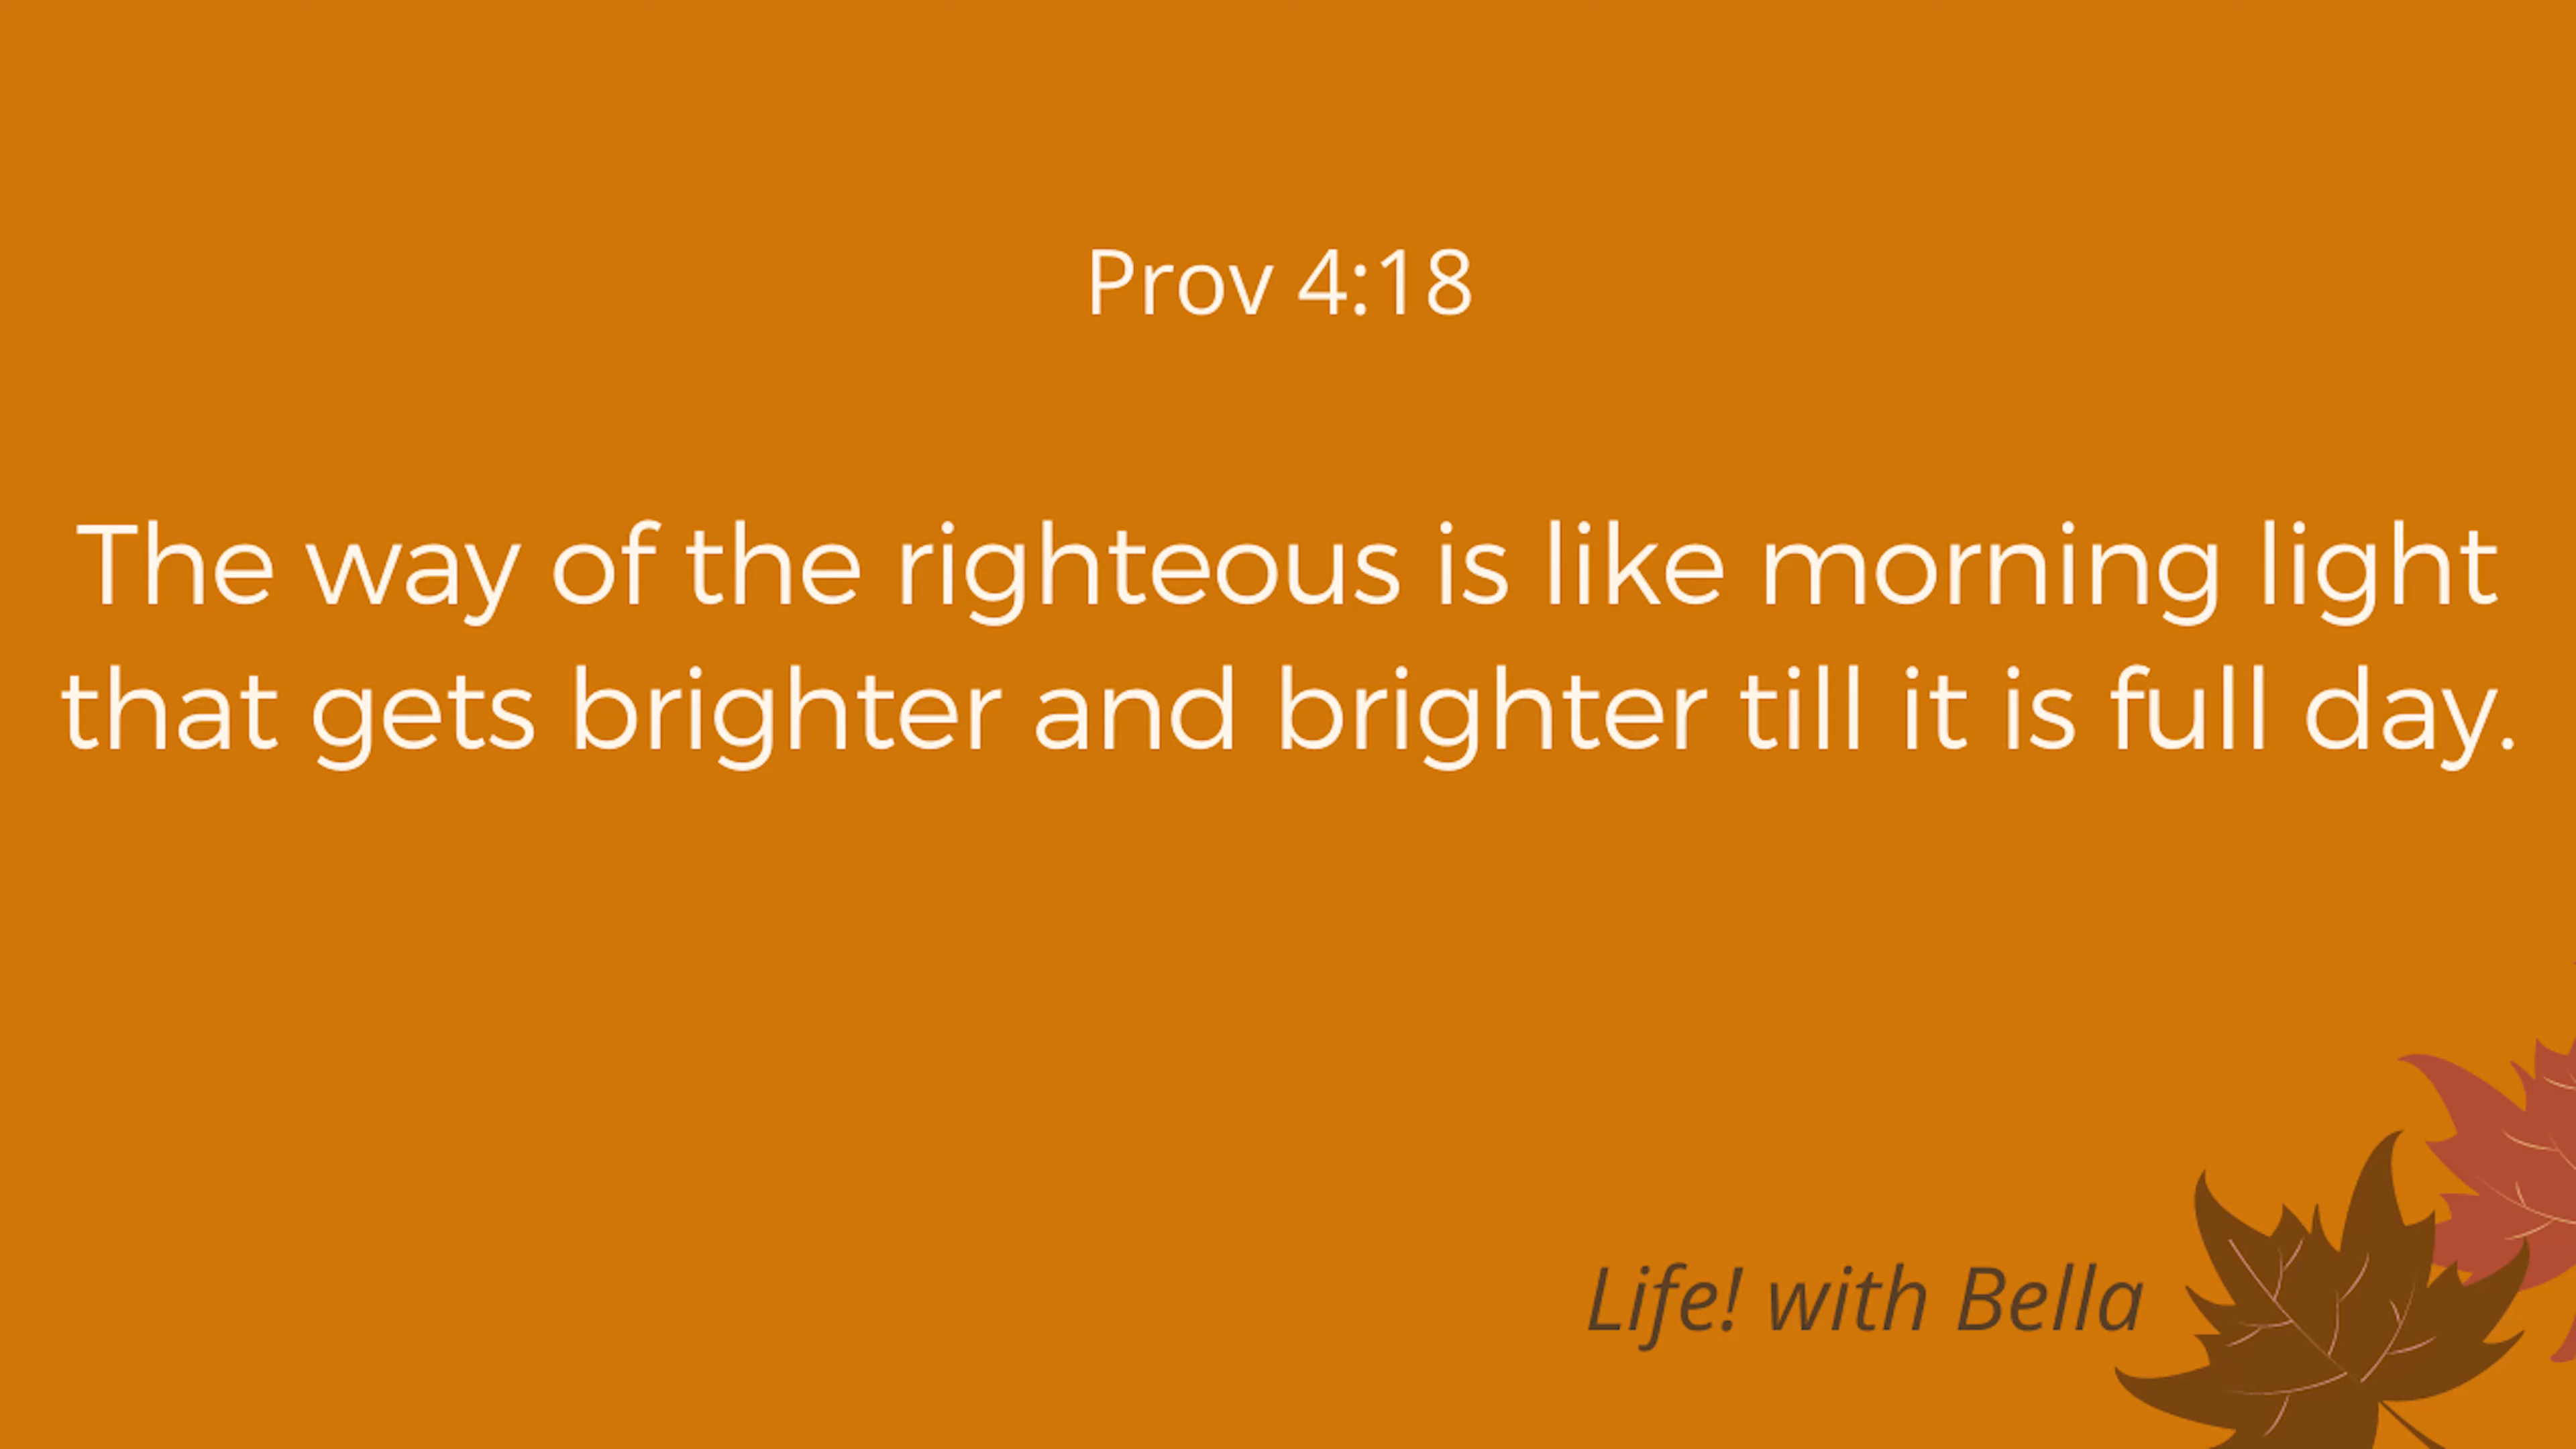 Prov 4:18
The way of the righteous is like morning light
that gets brighter and brighter till it is full day.
Life! with Bella